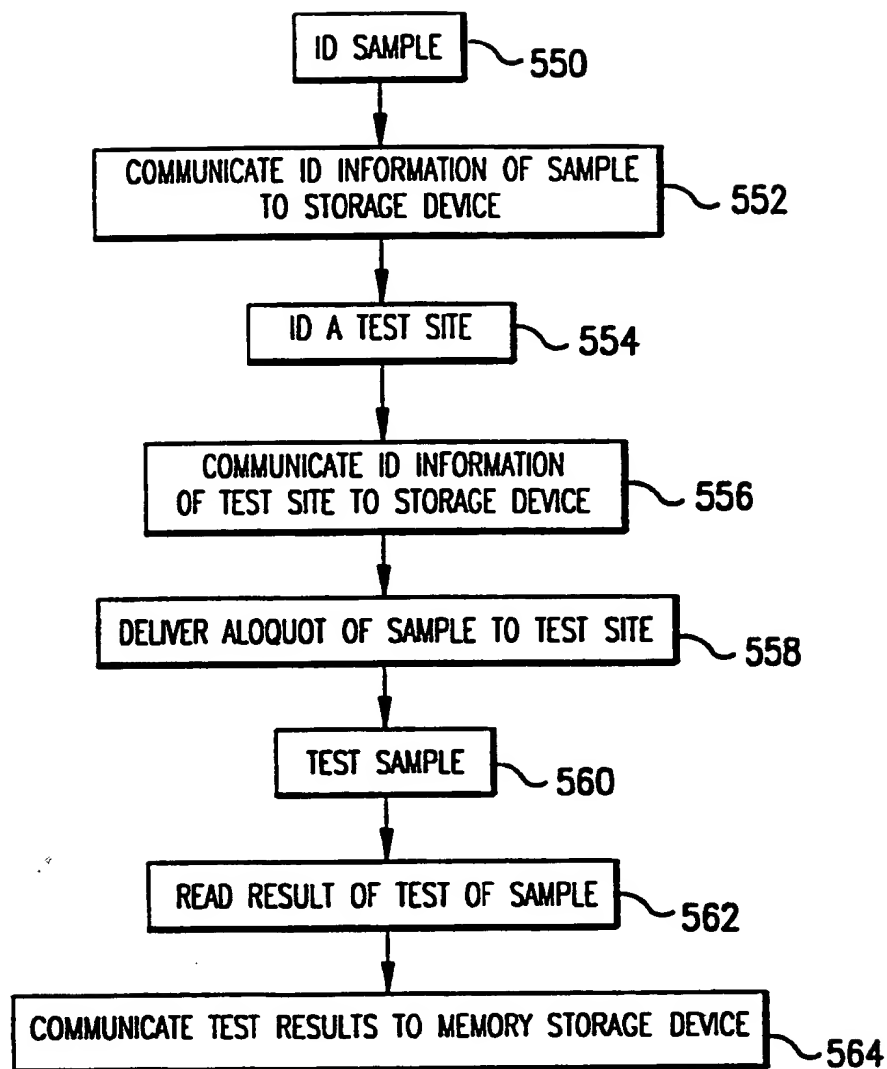 ID SAMPLE
550
COMMUNICATE ID INFORMATION OF SAMPLE
TO STORAGE DEVICE
552
ID A TEST SITE
554
COMMUNICATE ID INFORMATION
OF TEST SITE TO STORAGE DEVICE
556
DELIVER ALOQUOT OF SAMPLE TO TEST SITE
558
TEST SAMPLE
560
READ RESULT OF TEST OF SAMPLE
562
COMMUNICATE TEST RESULTS TO MEMORY STORAGE DEVICE
564